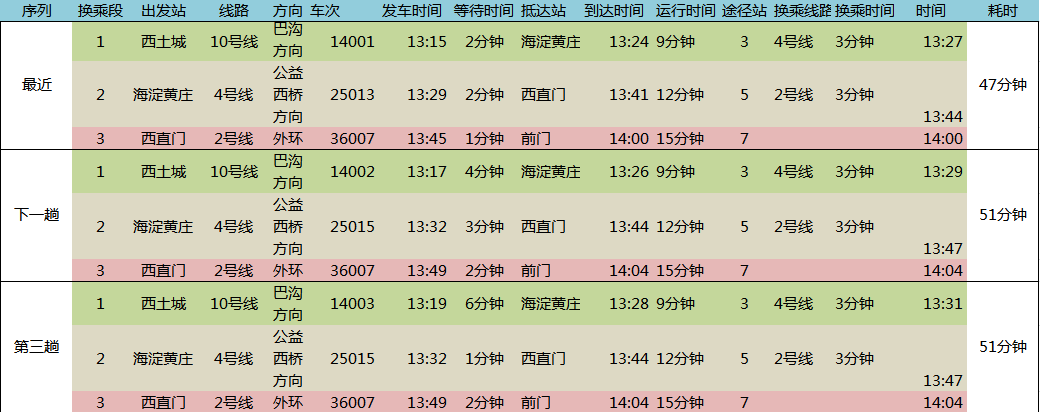 序列 换乘段 出发站 线路 方向 车次 发车时间 等待时间 抵达站 到达时间 运行时间 途径站 换乘线路 换乘时间 时间 耗时
最近
1 西土城 10号线 巴沟方向 14001 13:15 2分钟 海淀黄庄 13:24 9分钟 3 4号线 3分钟 13:27
2 海淀黄庄 4号线 公益西桥方向 25013 13:29 2分钟 西直门 13:41 12分钟 5 2号线 3分钟 13:44
3 西直门 2号线 外环 36007 13:45 1分钟 前门 14:00 15分钟 7 14:00
47分钟
下一趟
1 西土城 10号线 巴沟方向 14002 13:17 4分钟 海淀黄庄 13:26 9分钟 3 4号线 3分钟 13:29
2 海淀黄庄 4号线 公益西桥方向 25015 13:32 3分钟 西直门 13:44 12分钟 5 2号线 3分钟 13:47
3 西直门 2号线 外环 36007 13:49 2分钟 前门 14:04 15分钟 7 14:04
51分钟
第三趟
1 西土城 10号线 巴沟方向 14003 13:19 6分钟 海淀黄庄 13:28 9分钟 3 4号线 3分钟 13:31
2 海淀黄庄 4号线 公益西桥方向 25015 13:32 1分钟 西直门 13:44 12分钟 5 2号线 3分钟 13:47
3 西直门 2号线 外环 36007 13:49 2分钟 前门 14:04 15分钟 7 14:04
51分钟